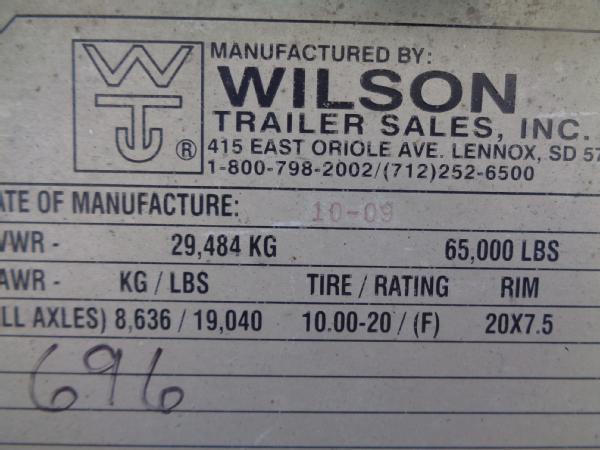 MANUFACTURED BY:
WTJ ® WILSON
TRAILER SALES, INC.
415 EAST ORIOLE AVE. LENNOX, SD 57
1-800-798-2002/(712)252-6500
ATE OF MANUFACTURE: 10-09
VWR - 29,484 KG 65,000 LBS
AWR - KG / LBS TIRE / RATING RIM
LL AXLES) 8,636 / 19,040 10.00-20 / (F) 20X7.5
696